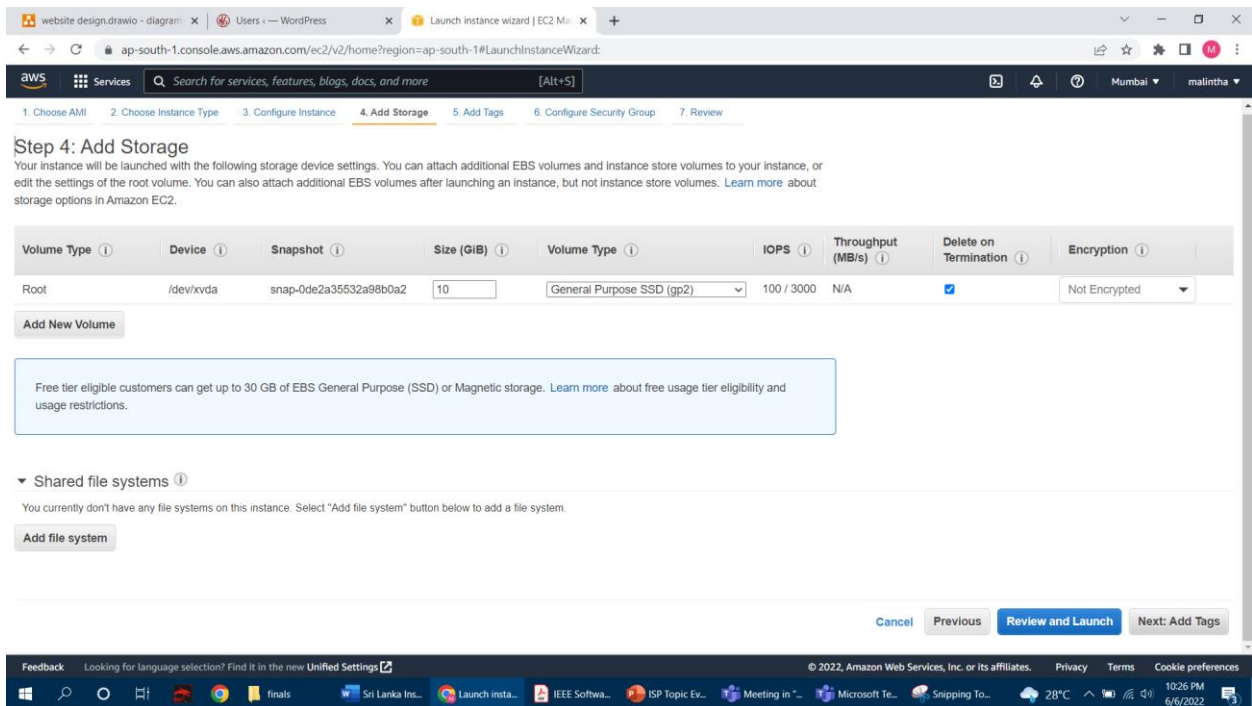 website design.drawio - diagram
Users ‹ — WordPress
Launch instance wizard | EC2 Ma
ap-south-1.console.aws.amazon.com/ec2/v2/home?region=ap-south-1#LaunchInstanceWizard:
M
aws
Services
Search for services, features, blogs, docs, and more
[Alt+S]
Mumbai
malintha
1. Choose AMI
2. Choose Instance Type
3. Configure Instance
4. Add Storage
5. Add Tags
6. Configure Security Group
7. Review
Step 4: Add Storage
Your instance will be launched with the following storage device settings. You can attach additional EBS volumes and instance store volumes to your instance, or
edit the settings of the root volume. You can also attach additional EBS volumes after launching an instance, but not instance store volumes. Learn more about
storage options in Amazon EC2.
Volume Type
Device
Snapshot
Size (GiB)
Volume Type
IOPS
Throughput
(MB/s)
Delete on
Termination
Encryption
Root
/dev/xvda
snap-0de2a35532a98b0a2
10
General Purpose SSD (gp2)
100 / 3000
N/A
Not Encrypted
Add New Volume
Free tier eligible customers can get up to 30 GB of EBS General Purpose (SSD) or Magnetic storage. Learn more about free usage tier eligibility and
usage restrictions.
Shared file systems
You currently don't have any file systems on this instance. Select "Add file system" button below to add a file system.
Add file system
Cancel
Previous
Review and Launch
Next: Add Tags
Feedback
Looking for language selection? Find it in the new Unified Settings
© 2022, Amazon Web Services, Inc. or its affiliates.
Privacy
Terms
Cookie preferences
finals
Sri Lanka Ins...
Launch insta...
IEEE Softwa...
ISP Topic Ev...
Meeting in "...
Microsoft Te...
Snipping To...
28°C
10:26 PM
6/6/2022
3